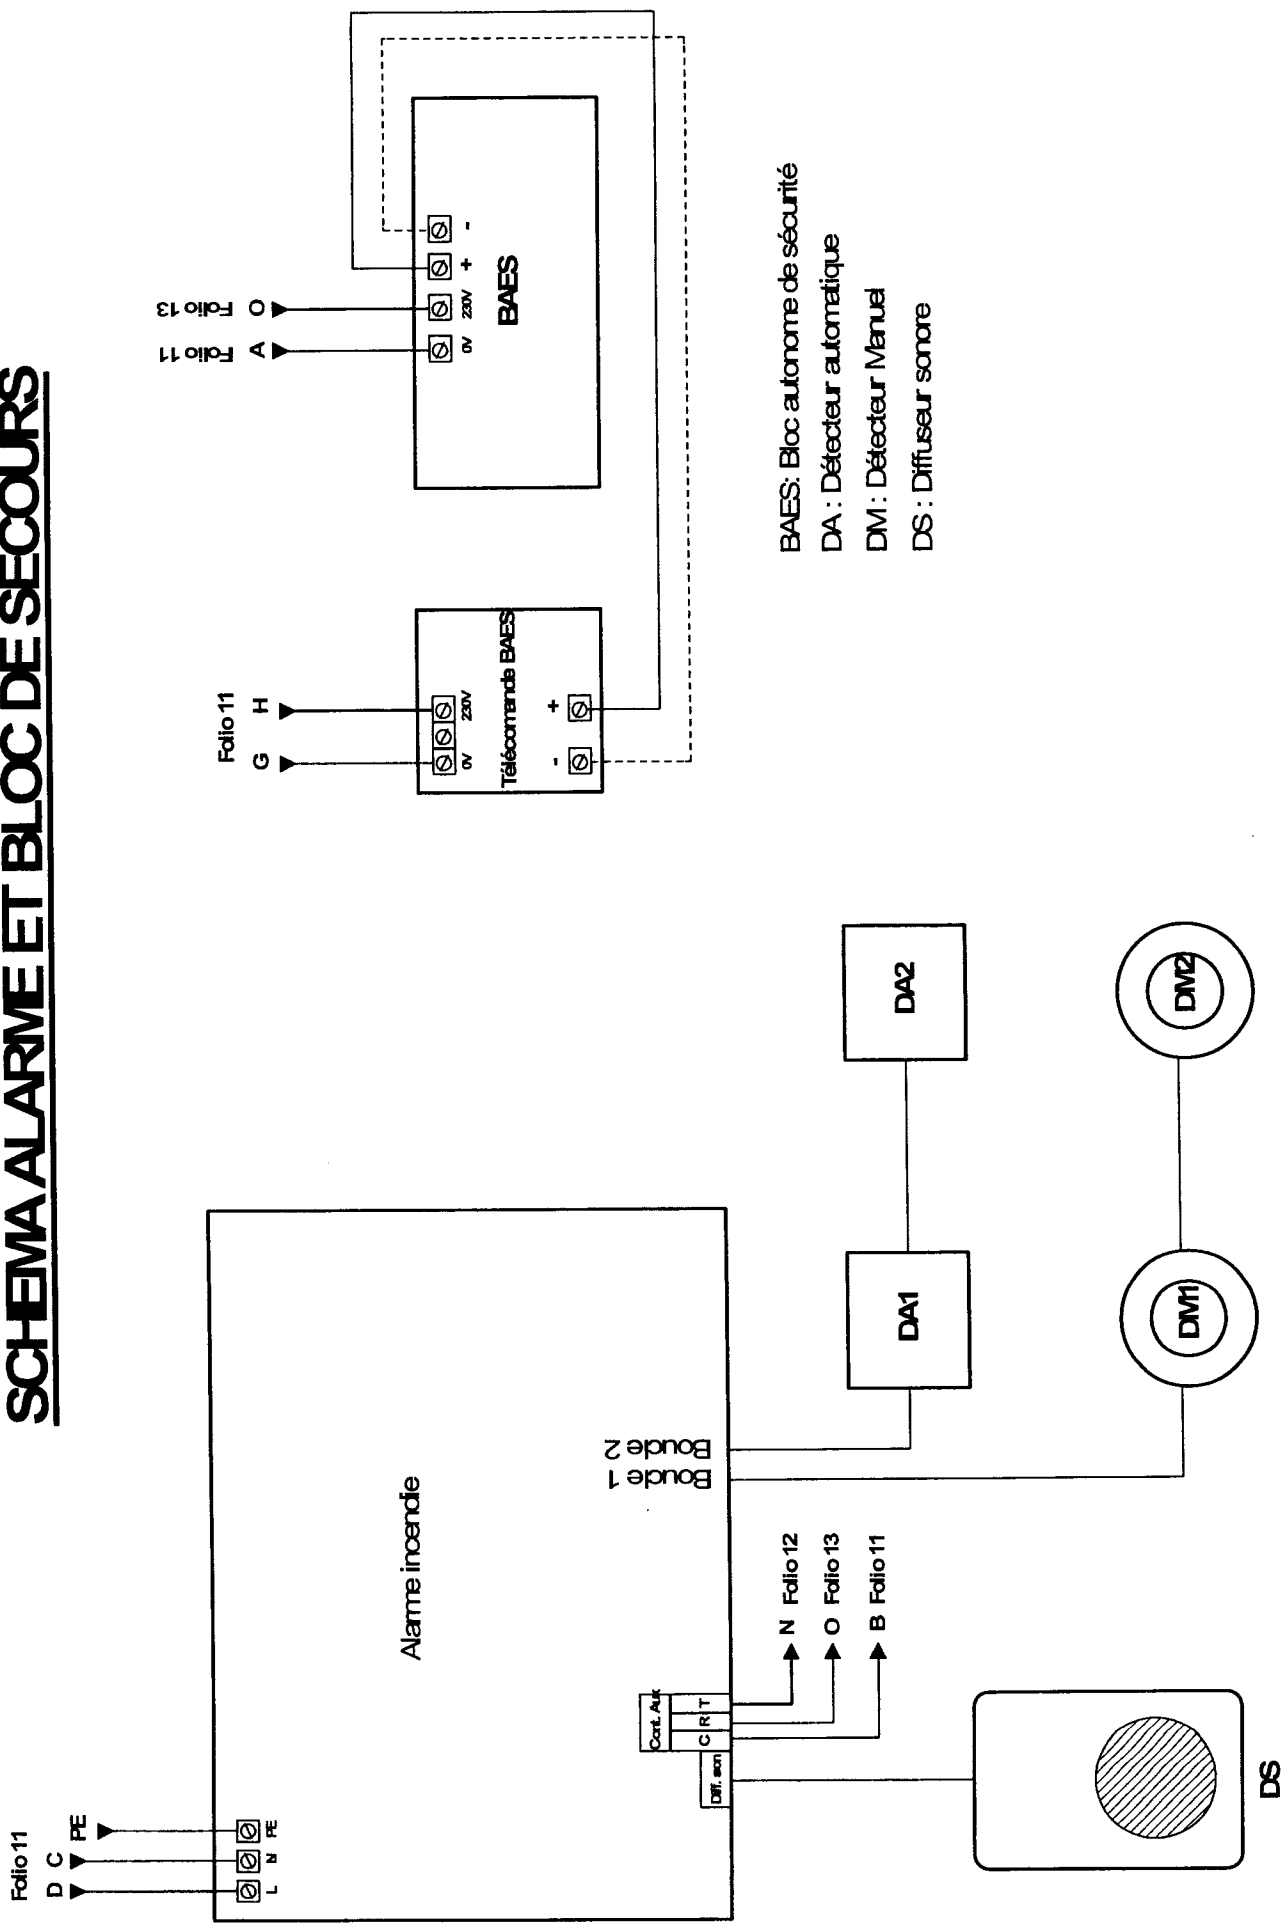 SCHEMA ALARME ET BLOC DE SECOURS
Folio 11
D
C
PE
L
N
PE
Alarme incendie
Diff. son
Cont. Aux
C
R
T
Boucle 1
Boucle 2
N Folio 12
O Folio 13
B Folio 11
DS
DA1
DA2
DM1
DM2
Folio 11
G
H
0V
230V
Télécomande BAES
-
+
Folio 11
A
Folio 13
O
0V
230V
+
-
BAES
BAES: Bloc autonome de sécurité
DA : Détecteur automatique
DM : Détecteur Manuel
DS : Diffuseur sonore